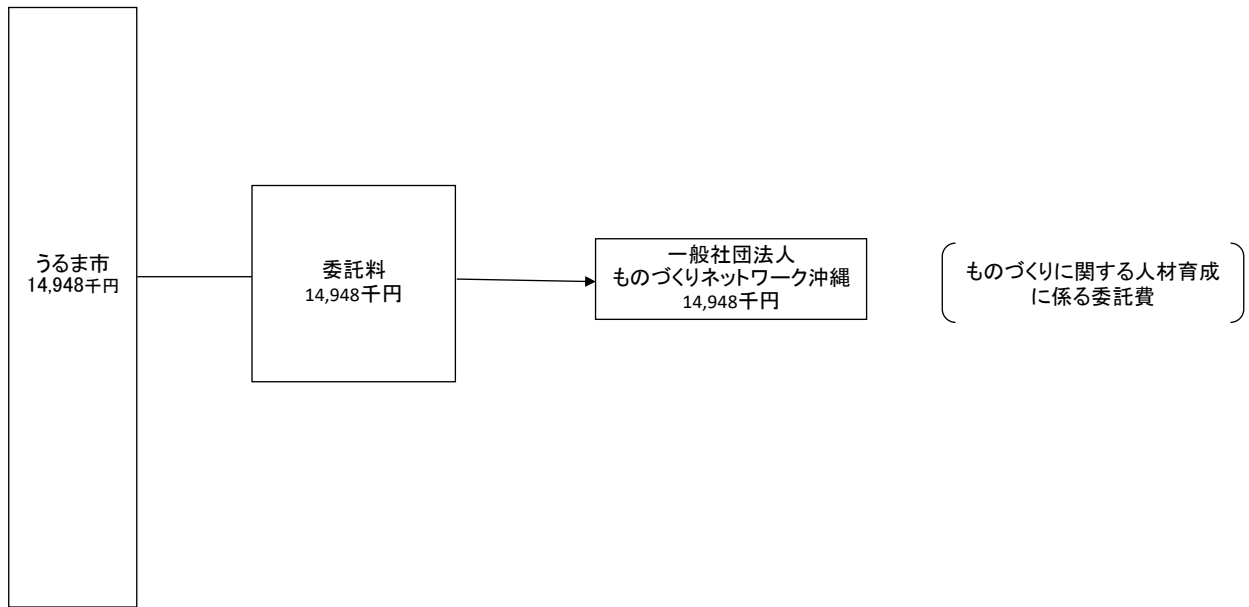 うるま市
14,948千円
委託料
14,948千円
一般社団法人
ものづくりネットワーク沖縄
14,948千円
ものづくりに関する人材育成
に係る委託費